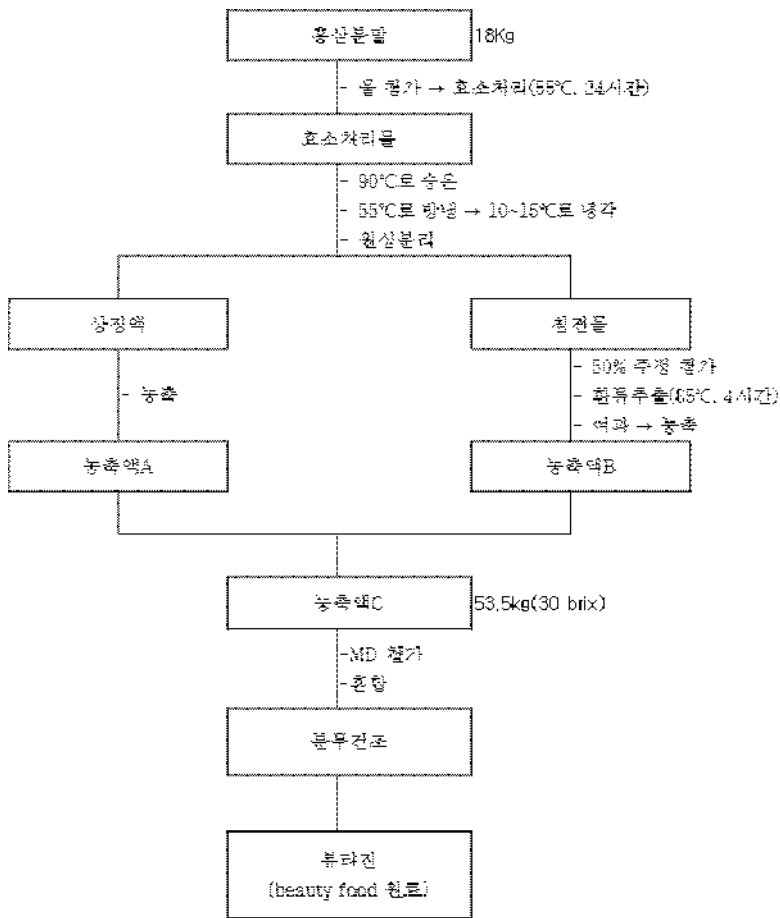 홍삼분말 18Kg
- 물 첨가 → 효소처리(55℃, 24시간)
효소처리물
- 90℃로 승온
- 55℃로 방냉 → 10~15℃로 냉각
- 원심분리
상징액 침전물
- 50% 주정 첨가
- 농축
- 환류추출(85℃, 4시간)
- 여과 → 농축
농축액A 농축액B
농축액C 53,5kg(30 brix)
-MD 첨가
-혼합
분무건조
뷰타진
(beauty food 원료)